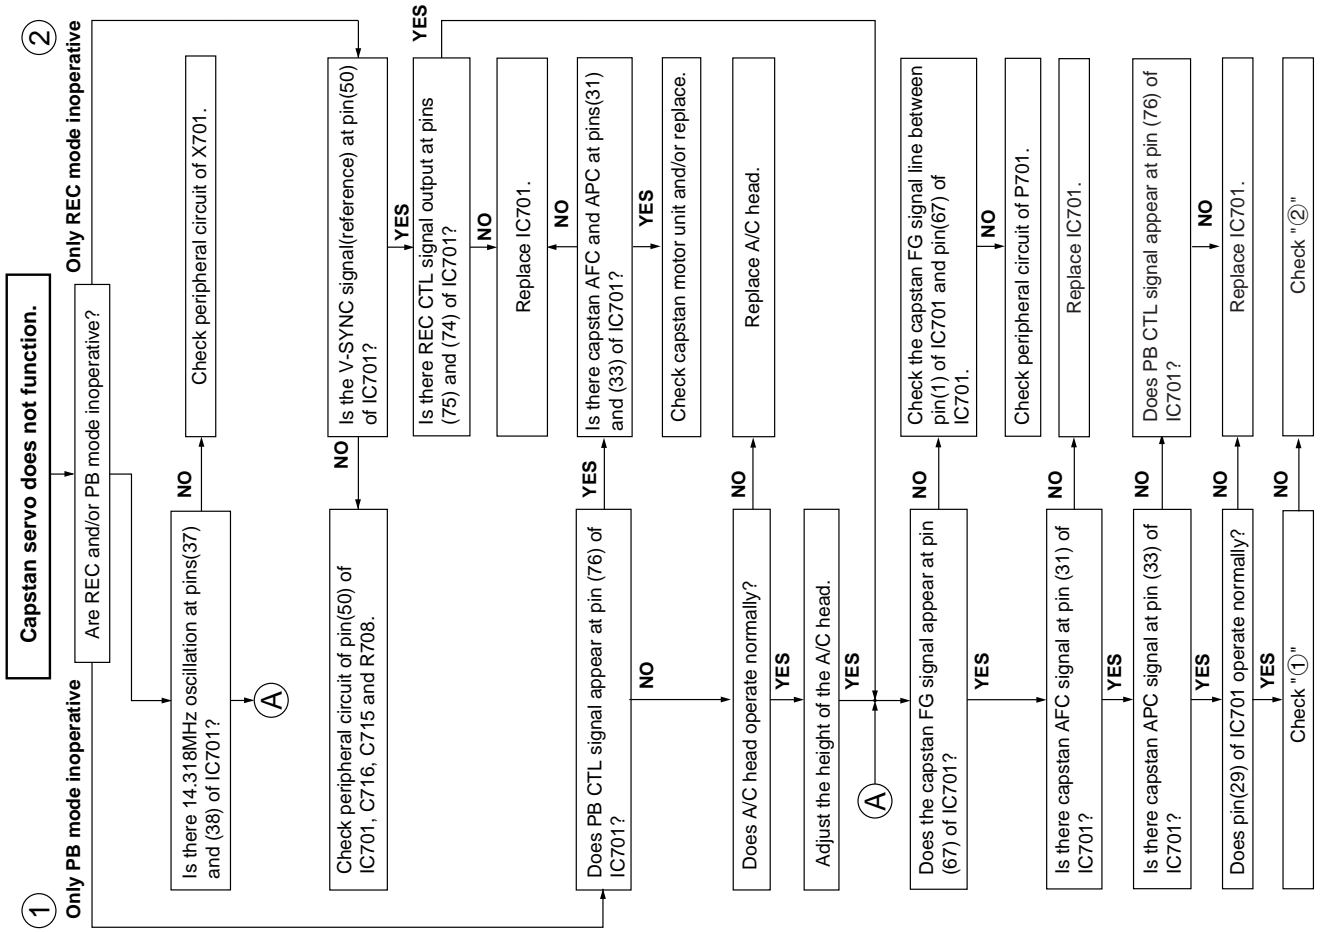 Capstan servo does not function.
1
Only PB mode inoperative
2
Only REC mode inoperative
Are REC and/or PB mode inoperative?
Is there 14.318MHz oscillation at pins(37)
and (38) of IC701?
NO
Check peripheral circuit of X701.
A
Is the V-SYNC signal(reference) at pin(50)
of IC701?
NO
Check peripheral circuit of pin(50) of
IC701, C716, C715 and R708.
YES
Is there REC CTL signal output at pins
(75) and (74) of IC701?
YES
NO
Replace IC701.
NO
Does PB CTL signal appear at pin (76) of
IC701?
YES
Is there capstan AFC and APC at pins(31)
and (33) of IC701?
YES
Check capstan motor unit and/or replace.
NO
Does A/C head operate normally?
NO
Replace A/C head.
YES
Adjust the height of the A/C head.
YES
A
Does the capstan FG signal appear at pin
(67) of IC701?
NO
Check the capstan FG signal line between
pin(1) of IC701 and pin(67) of
IC701.
NO
Check peripheral circuit of P701.
YES
Is there capstan AFC signal at pin (31) of
IC701?
NO
Replace IC701.
YES
Is there capstan APC signal at pin (33) of
IC701?
NO
Does PB CTL signal appear at pin (76) of
IC701?
YES
NO
Does pin(29) of IC701 operate normally?
NO
Replace IC701.
YES
Check "①"
NO
Check "②"